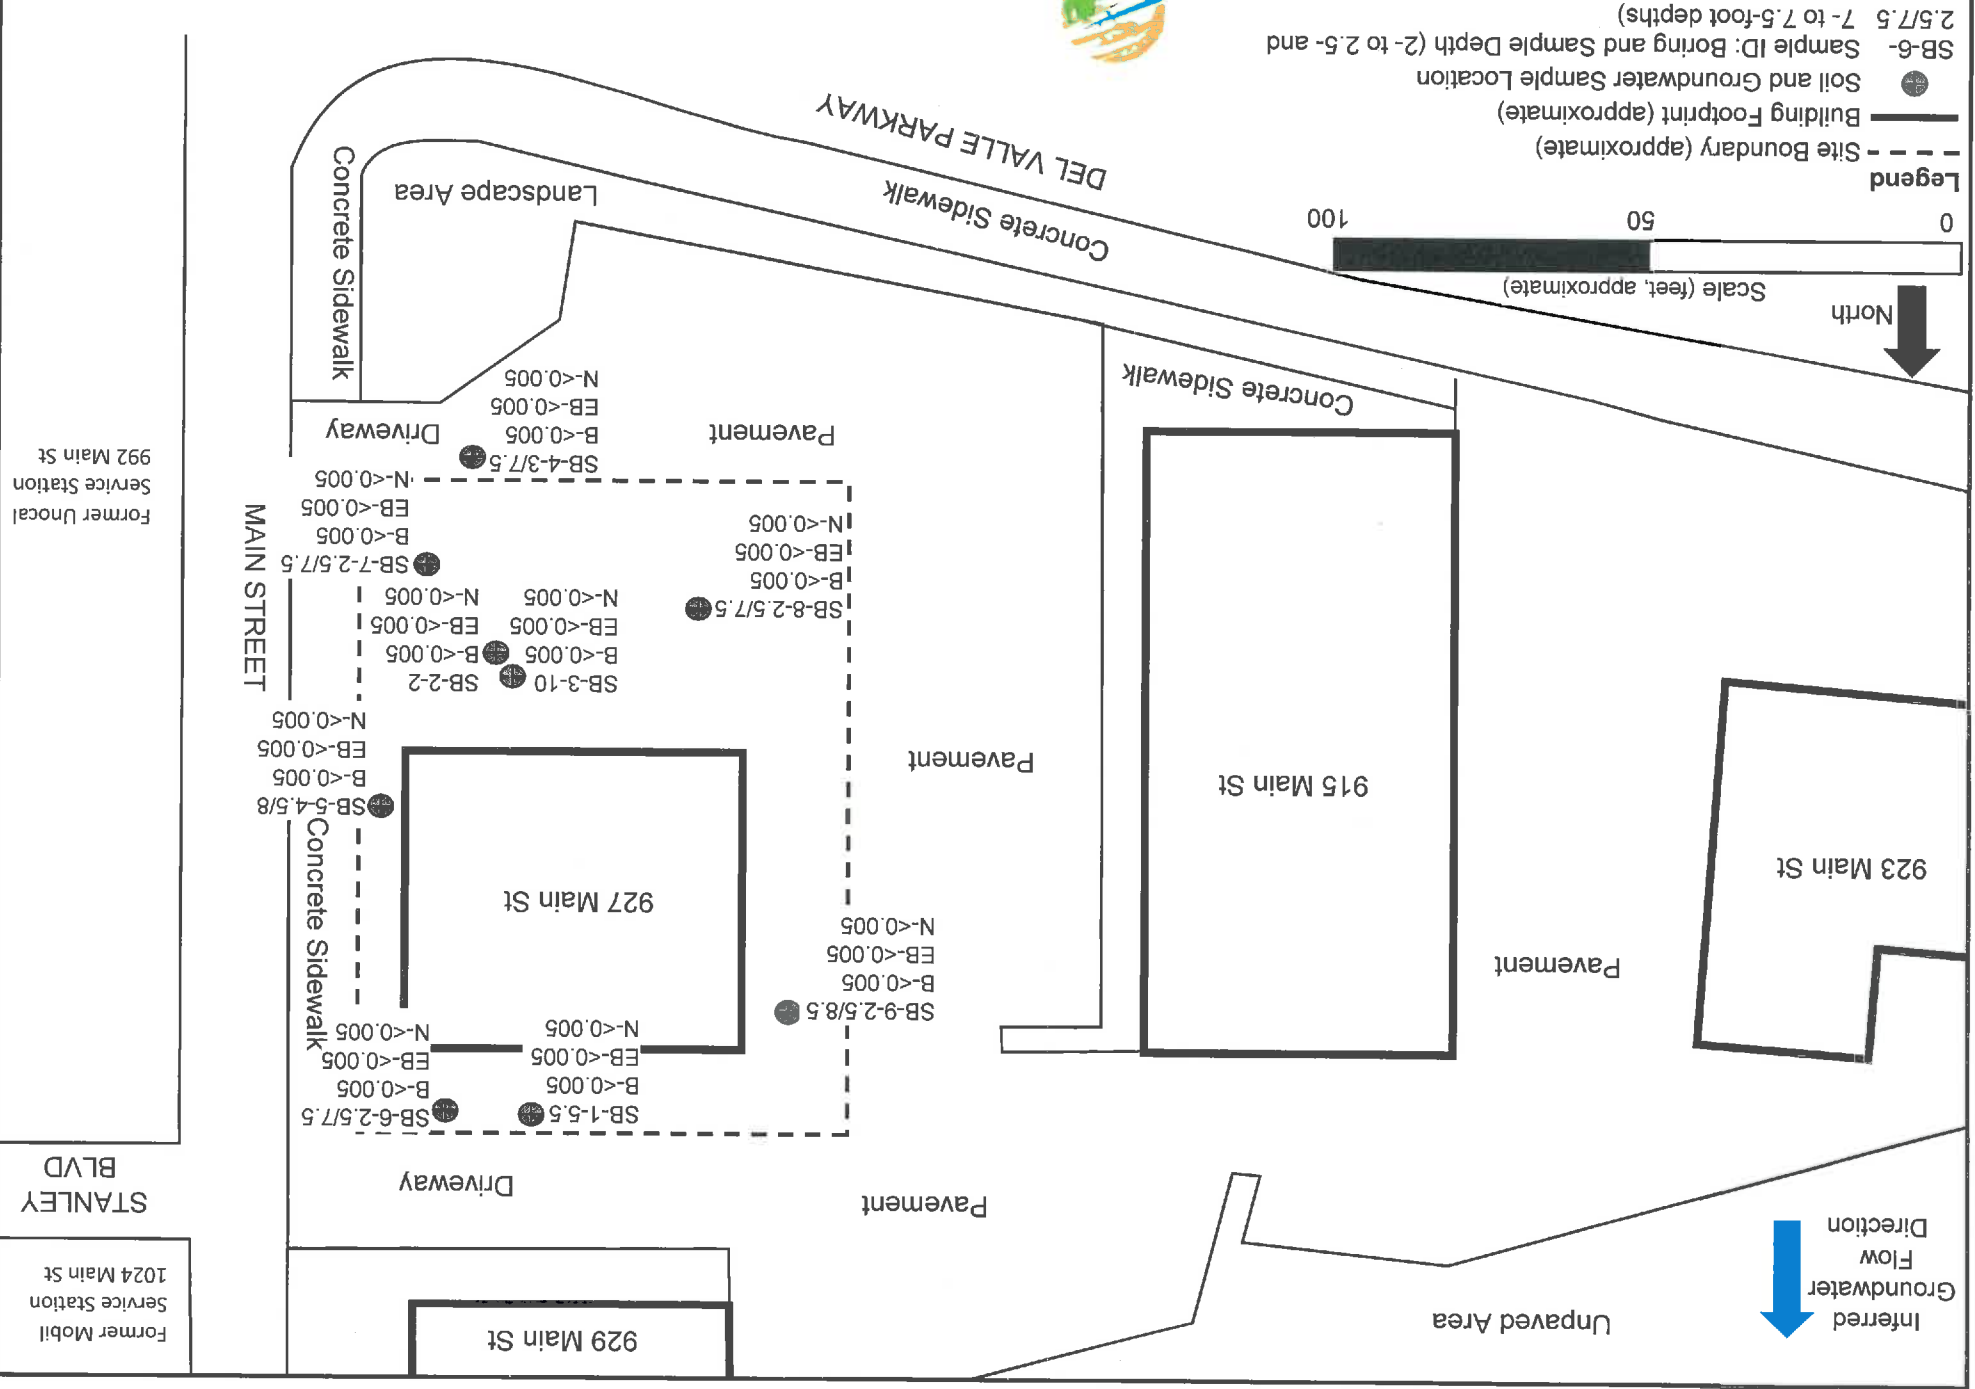 Former Mobil
Service Station
1024 Main St
929 Main St
Unpaved Area
Inferred
Groundwater
Flow
Direction
STANLEY
BLVD
Driveway
Pavement
SB-6-2.5/7.5
B-<0.005
EB-<0.005
N-<0.005
SB-1-5.5
B-<0.005
EB-<0.005
N-<0.005
SB-9-2.5/8.5
B-<0.005
EB-<0.005
N-<0.005
Concrete Sidewalk
927 Main St
Pavement
923 Main St
SB-5-4.5/8
B-<0.005
EB-<0.005
N-<0.005
Pavement
915 Main St
MAIN STREET
SB-2-2
B-<0.005
EB-<0.005
N-<0.005
SB-3-10
B-<0.005
EB-<0.005
N-<0.005
SB-8-2.5/7.5
B-<0.005
EB-<0.005
N-<0.005
SB-7-2.5/7.5
B-<0.005
EB-<0.005
N-<0.005
Former Unocal
Service Station
992 Main St
SB-4-3/7.5
B-<0.005
EB-<0.005
N-<0.005
Driveway
Pavement
Concrete Sidewalk
Concrete Sidewalk
Landscape Area
Concrete Sidewalk
DEL VALLE PARKWAY
North
Scale (feet, approximate)
0 50 100
Legend
Site Boundary (approximate)
Building Footprint (approximate)
Soil and Groundwater Sample Location
SB-6- Sample ID: Boring and Sample Depth (2- to 2.5- and
2.5/7.5 7- to 7.5-foot depths)